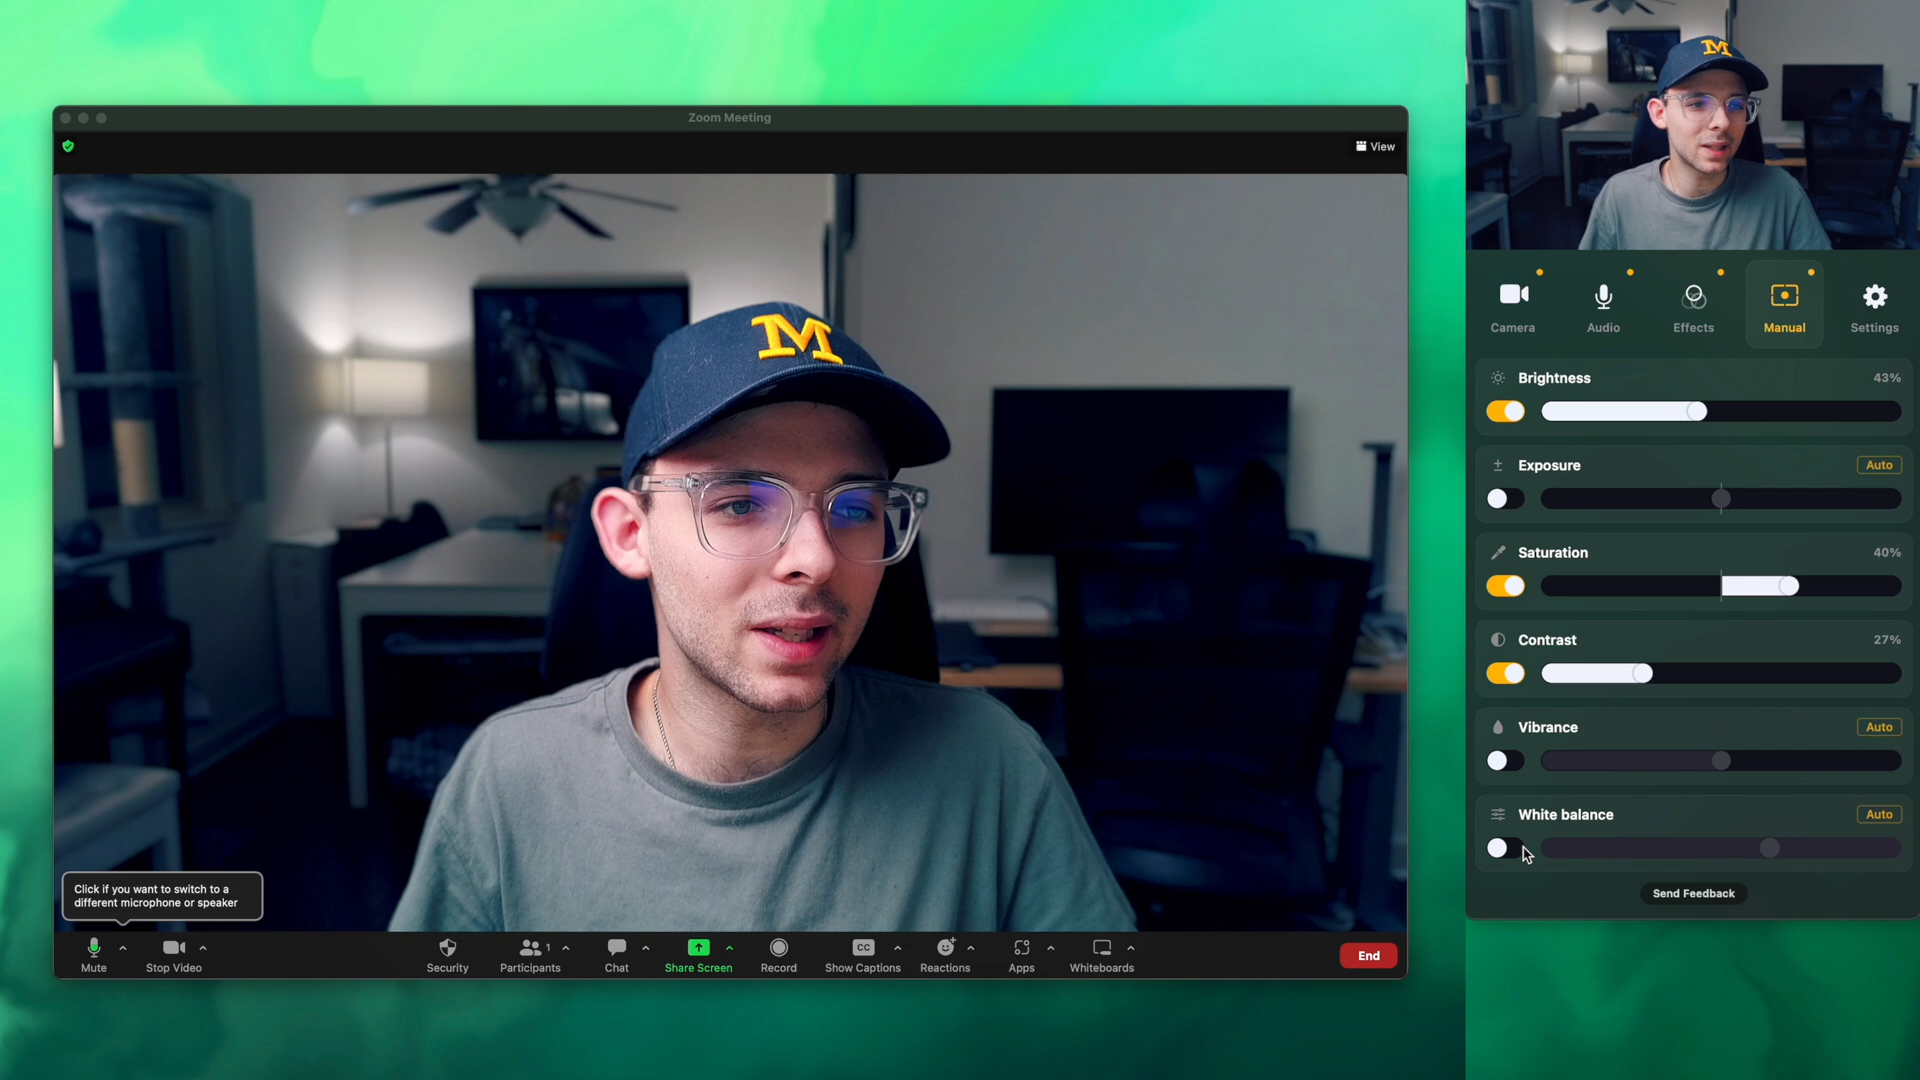 Zoom Meeting
View
M
Click if you want to switch to a
different microphone or speaker
Mute
Stop Video
Security
1
Participants
Chat
Share Screen
Record
CC
Show Captions
Reactions
Apps
Whiteboards
End
M
Camera
Audio
Effects
Manual
Settings
Brightness
43%
Exposure
Auto
Saturation
40%
Contrast
27%
Vibrance
Auto
White balance
Auto
Send Feedback